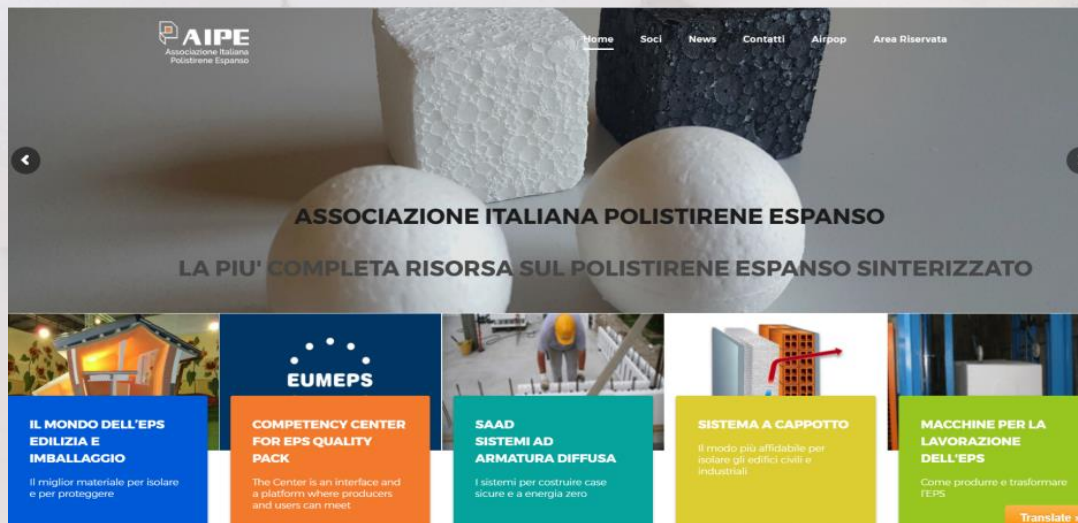 AIPE
Associazione Italiana
Polistirene Espanso
Home Soci News Contatti Airpop Area Riservata
ASSOCIAZIONE ITALIANA POLISTIRENE ESPANSO
LA PIU' COMPLETA RISORSA SUL POLISTIRENE ESPANSO SINTERIZZATO
EUMEPS
IL MONDO DELL'EPS
EDILIZIA E
IMBALLAGGIO
Il miglior materiale per isolare
e per proteggere
COMPETENCY CENTER
FOR EPS QUALITY
PACK
The Center is an interface and
a platform where producers
and users can meet
SAAD
SISTEMI AD
ARMATURA DIFFUSA
I sistemi per costruire case
sicure e a energia zero
SISTEMA A CAPPOTTO
Il modo più affidabile per
isolare gli edifici civili e
industriali
MACCHINE PER LA
LAVORAZIONE
DELL'EPS
Come produrre e trasformare
l'EPS
Translate »